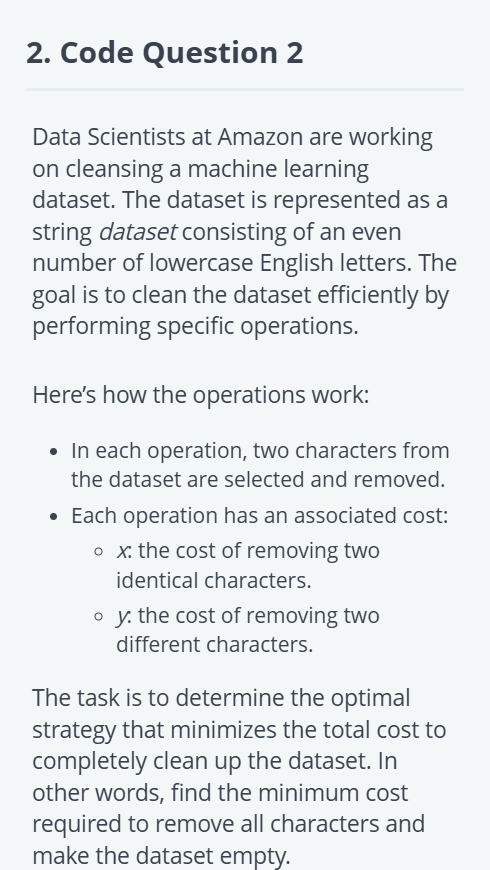 2. Code Question 2
Data Scientists at Amazon are working
on cleansing a machine learning
dataset. The dataset is represented as a
string dataset consisting of an even
number of lowercase English letters. The
goal is to clean the dataset efficiently by
performing specific operations.
Here's how the operations work:
• In each operation, two characters from
the dataset are selected and removed.
• Each operation has an associated cost:
◦ x: the cost of removing two
identical characters.
◦ y: the cost of removing two
different characters.
The task is to determine the optimal
strategy that minimizes the total cost to
completely clean up the dataset. In
other words, find the minimum cost
required to remove all characters and
make the dataset empty.